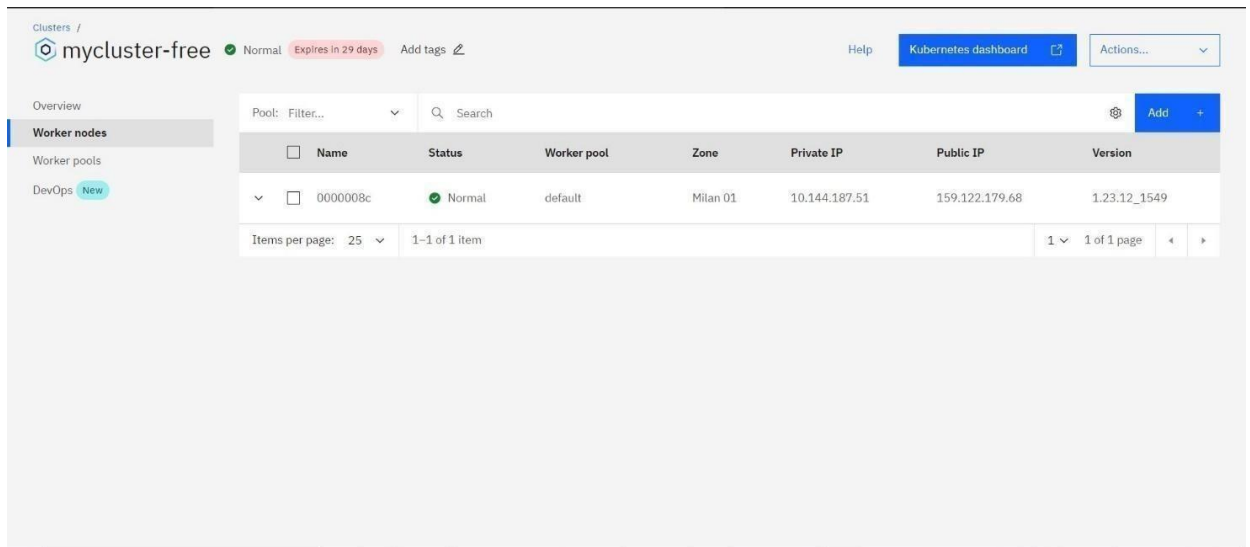 Clusters /
mycluster-free Normal Expires in 29 days Add tags Help Kubernetes dashboard Actions...
Overview
Worker nodes
Worker pools
DevOps New
Pool: Filter... Search Add +
Name Status Worker pool Zone Private IP Public IP Version
0000008c Normal default Milan 01 10.144.187.51 159.122.179.68 1.23.12_1549
Items per page: 25 1–1 of 1 item 1 1 of 1 page